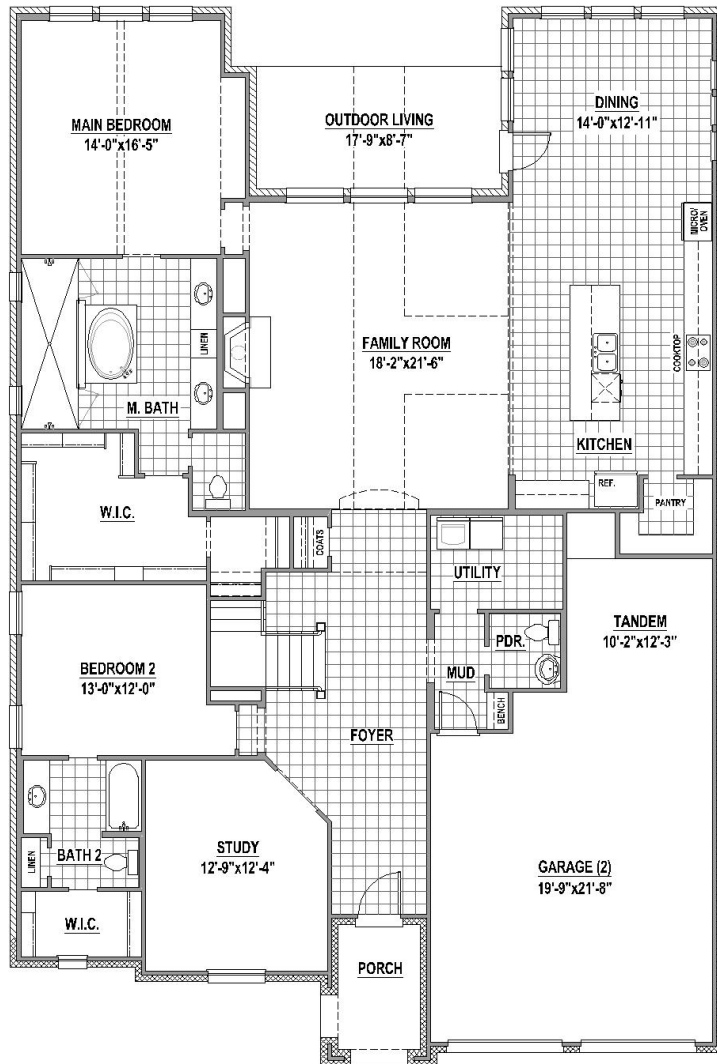 MAIN BEDROOM
14'-0"x16'-5"
OUTDOOR LIVING
17'-9"x8'-7"
DINING
14'-0"x12'-11"
MICRO/
OVEN
LINEN
FAMILY ROOM
18'-2"x21'-6"
COOKTOP
M. BATH
KITCHEN
REF.
PANTRY
W.I.C.
COATS
UTILITY
TANDEM
10'-2"x12'-3"
PDR.
BEDROOM 2
13'-0"x12'-0"
MUD
BENCH
FOYER
STUDY
12'-9"x12'-4"
LINEN
BATH 2
GARAGE (2)
19'-9"x21'-8"
W.I.C.
PORCH